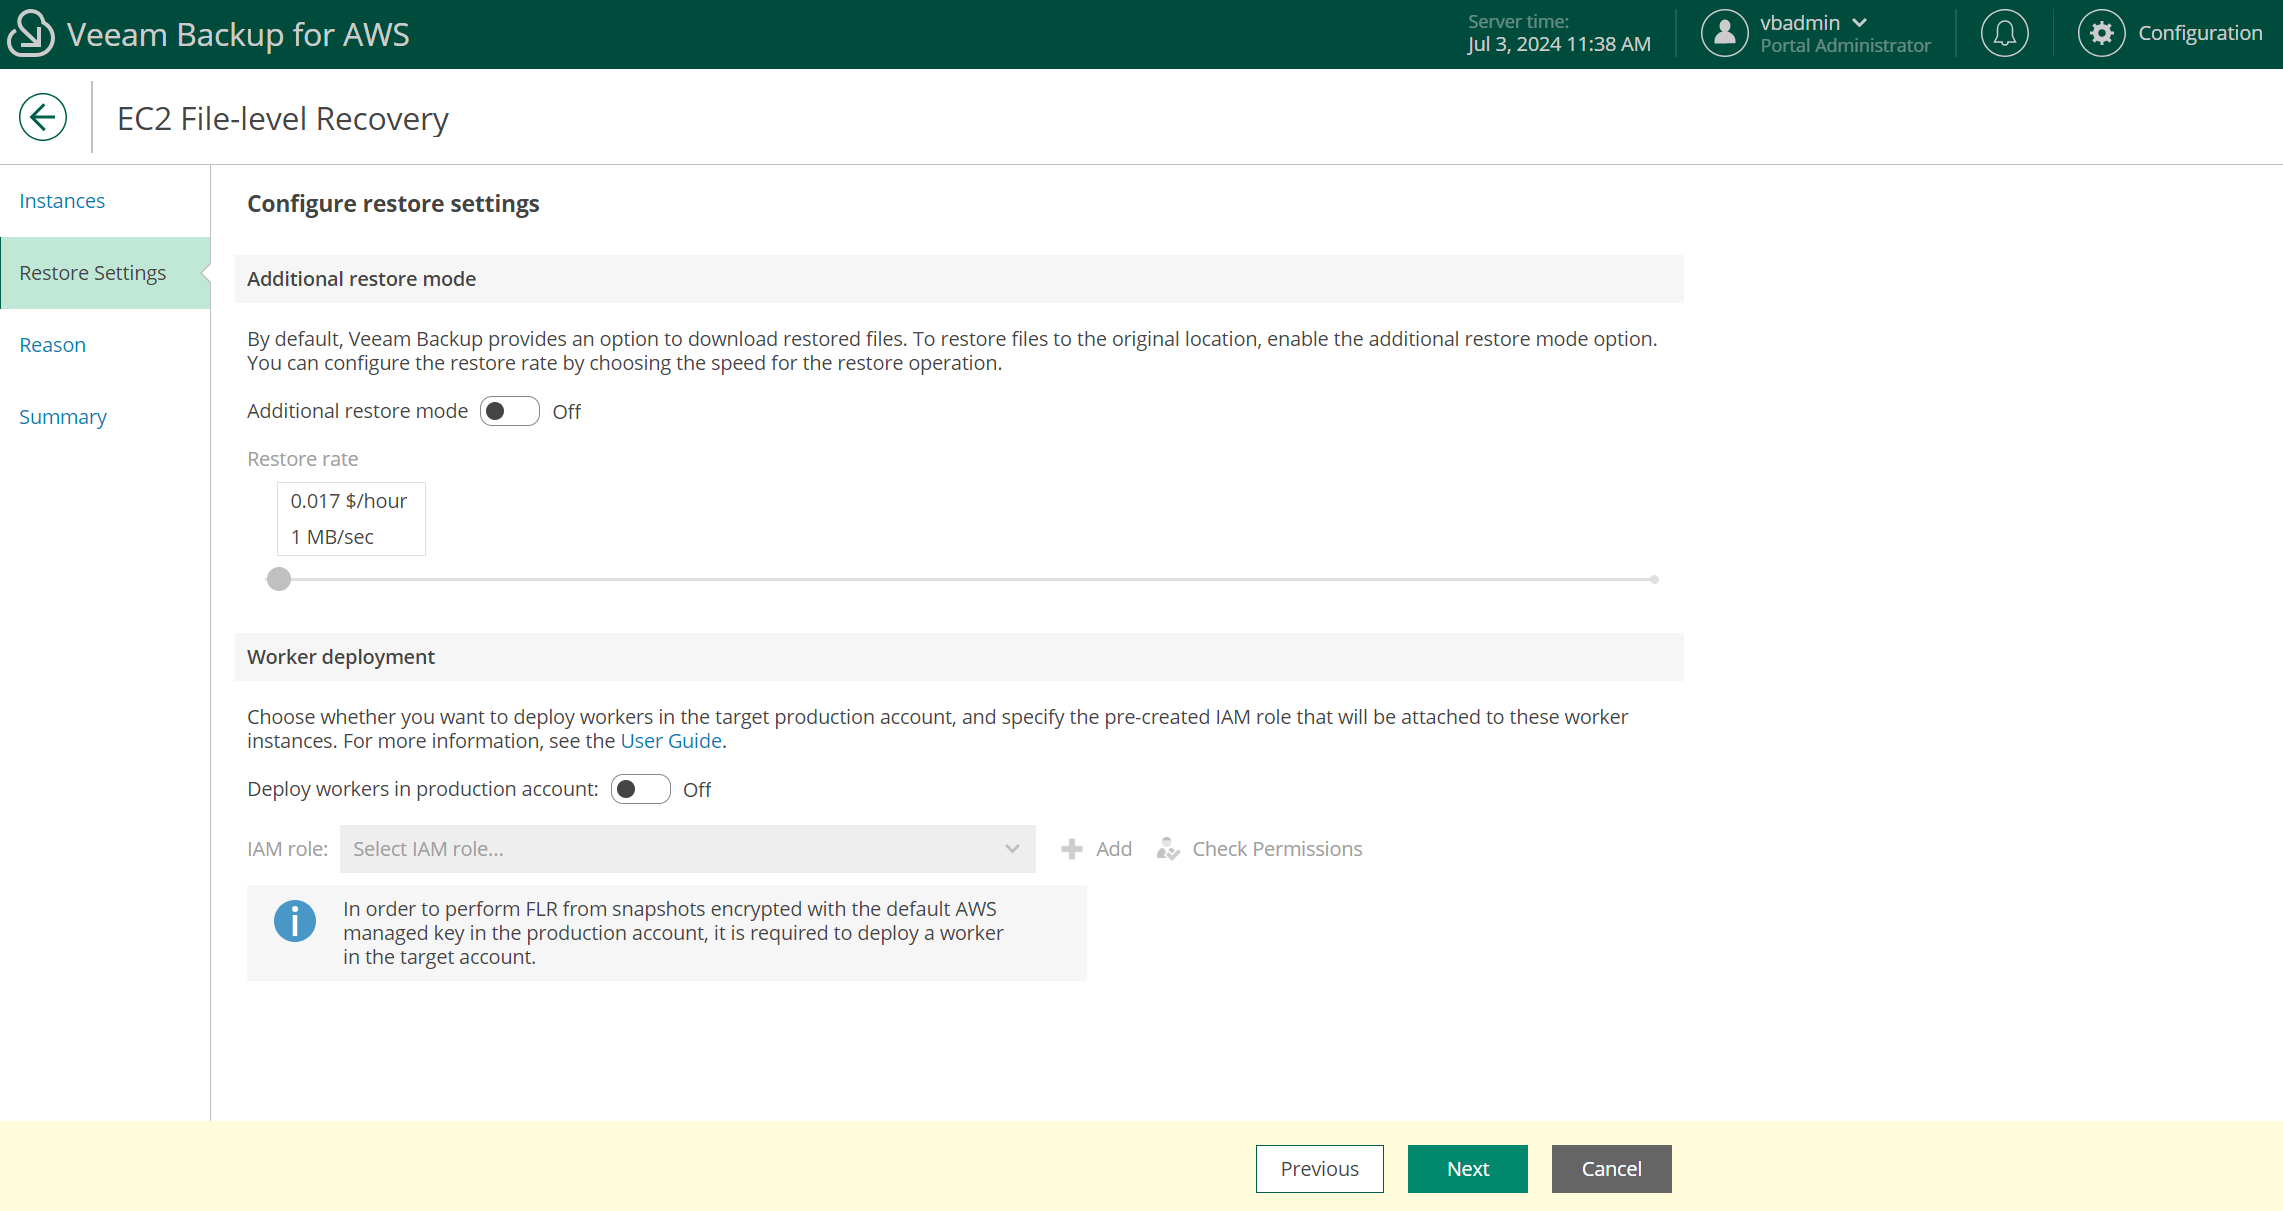 Veeam Backup for AWS
Server time:
Jul 3, 2024 11:38 AM
vbadmin
Portal Administrator
Configuration
EC2 File-level Recovery
Instances
Restore Settings
Reason
Summary
Configure restore settings
Additional restore mode
By default, Veeam Backup provides an option to download restored files. To restore files to the original location, enable the additional restore mode option.
You can configure the restore rate by choosing the speed for the restore operation.
Additional restore mode Off
Restore rate
0.017 $/hour
1 MB/sec
Worker deployment
Choose whether you want to deploy workers in the target production account, and specify the pre-created IAM role that will be attached to these worker
instances. For more information, see the User Guide.
Deploy workers in production account: Off
IAM role: Select IAM role... Add Check Permissions
In order to perform FLR from snapshots encrypted with the default AWS
managed key in the production account, it is required to deploy a worker
in the target account.
Previous Next Cancel